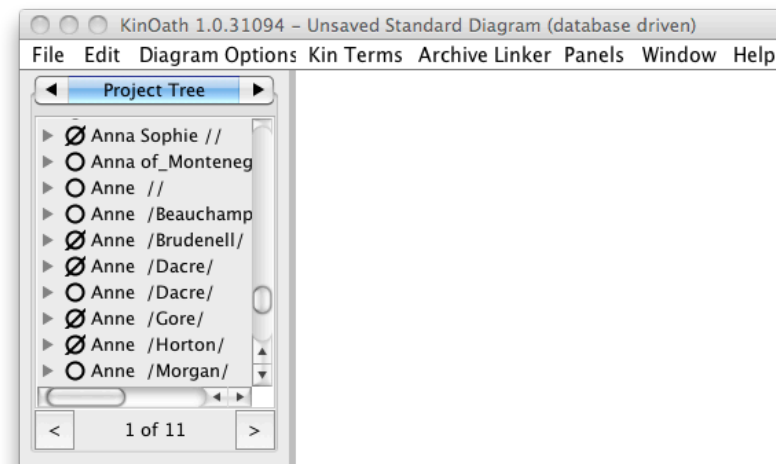 KinOath 1.0.31094 – Unsaved Standard Diagram (database driven)
File Edit Diagram Options Kin Terms Archive Linker Panels Window Help
Project Tree
Anna Sophie //
Anna of_Monteneg
Anne //
Anne /Beauchamp
Anne /Brudenell/
Anne /Dacre/
Anne /Dacre/
Anne /Gore/
Anne /Horton/
Anne /Morgan/
< 1 of 11 >